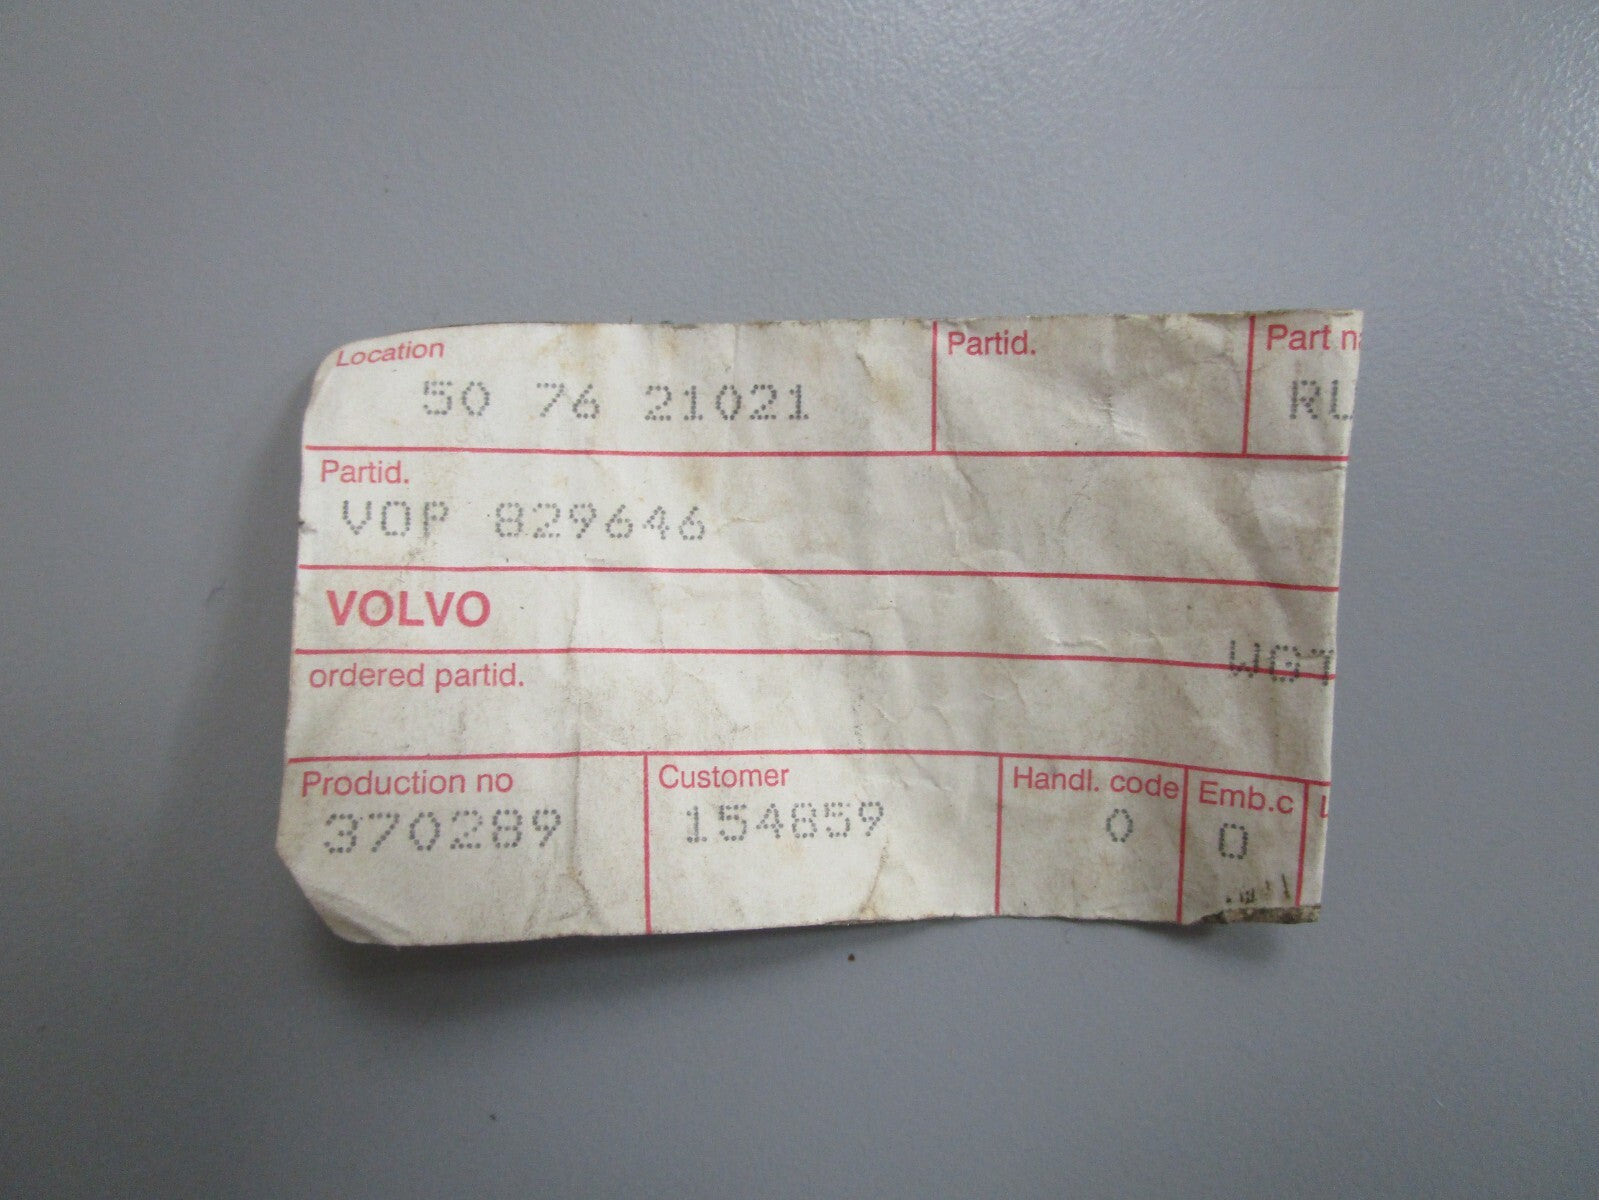 Location Partid. Part n
50 76 21021 RU
Partid.
VOP 829646
VOLVO
WGT
ordered partid.
Production no Customer Handl. code Emb.c
370289 154859 0 D